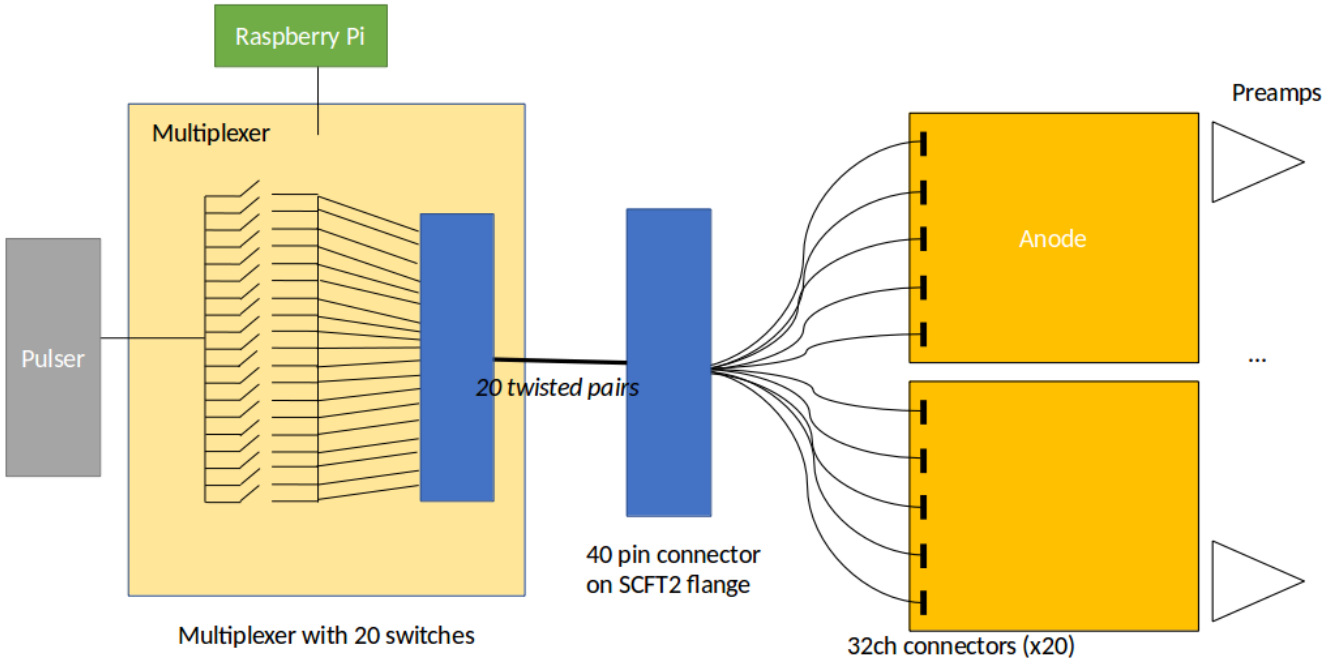 Raspberry Pi
Preamps
Multiplexer
Anode
Pulser
...
20 twisted pairs
40 pin connector
on SCFT2 flange
Multiplexer with 20 switches
32ch connectors (x20)